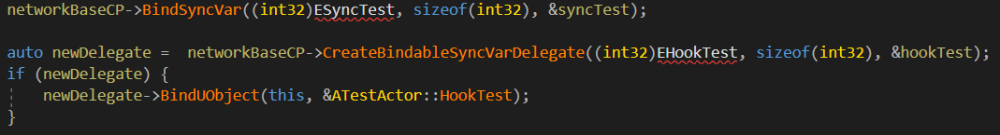 networkBaseCP->BindSyncVar((int32)ESyncTest, sizeof(int32), &syncTest);
auto newDelegate =  networkBaseCP->CreateBindableSyncVarDelegate((int32)EHookTest, sizeof(int32), &hookTest);
if (newDelegate) {
    newDelegate->BindUObject(this, &ATestActor::HookTest);
}